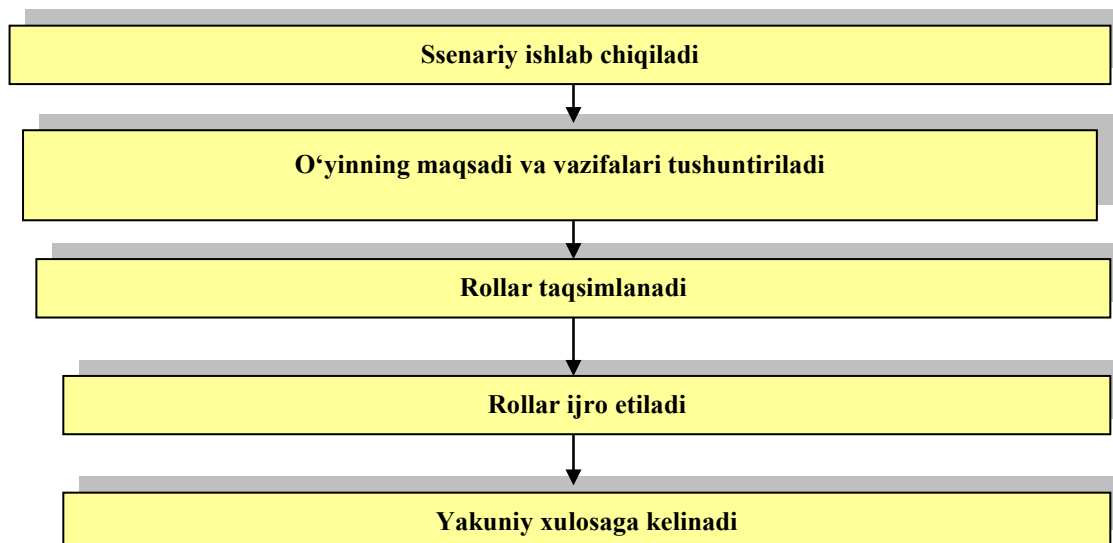 Ssenariy ishlab chiqiladi
O‘yinning maqsadi va vazifalari tushuntiriladi
Rollar taqsimlanadi
Rollar ijro etiladi
Yakuniy xulosaga kelinadi